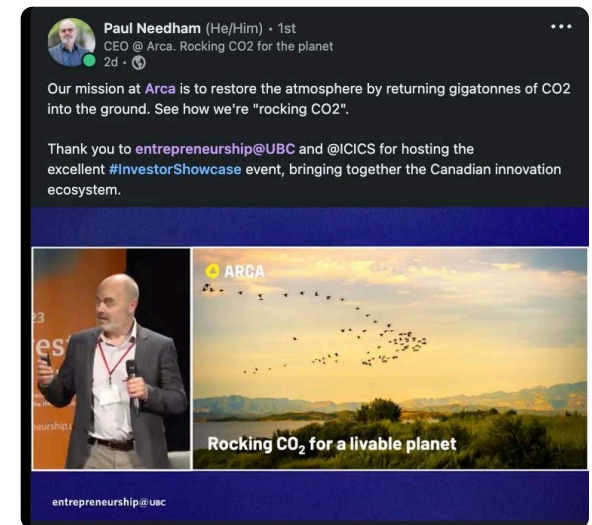 Paul Needham (He/Him) • 1st
CEO @ Arca. Rocking CO2 for the planet
2d •
Our mission at Arca is to restore the atmosphere by returning gigatonnes of CO2
into the ground. See how we're "rocking CO2".
Thank you to entrepreneurship@UBC and @ICICS for hosting the
excellent #InvestorShowcase event, bringing together the Canadian innovation
ecosystem.
ARCA
Rocking CO2 for a livable planet
entrepreneurship@UBC